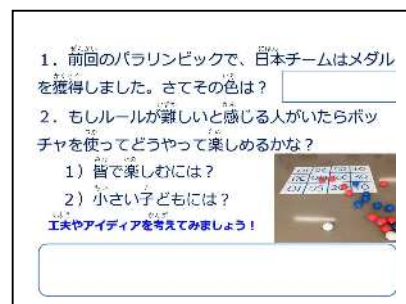 1．前回のパラリンピックで、日本チームはメダル
を獲得しました。さてその色は？
2．もしルールが難しいと感じる人がいたらボッ
チャを使ってどうやって楽しめるかな？
1）皆で楽しむには？
2）小さい子どもには？
工夫やアイディアを考えてみましょう！